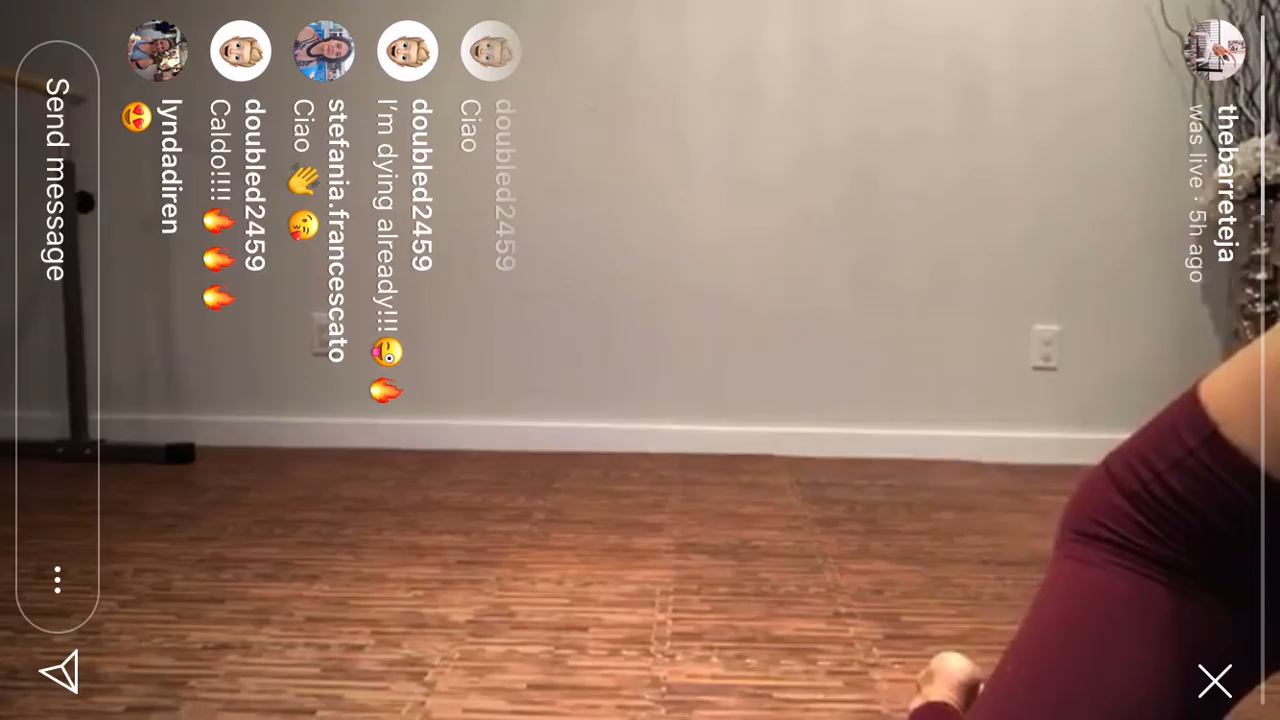 thebarreteja
was live · 5h ago
doubled2459
Ciao
doubled2459
I'm dying already!!!😜🔥
stefania.francescato
Ciao 👋 😘
doubled2459
Caldo!!!! 🔥 🔥 🔥
lyndadiren
😍
Send message